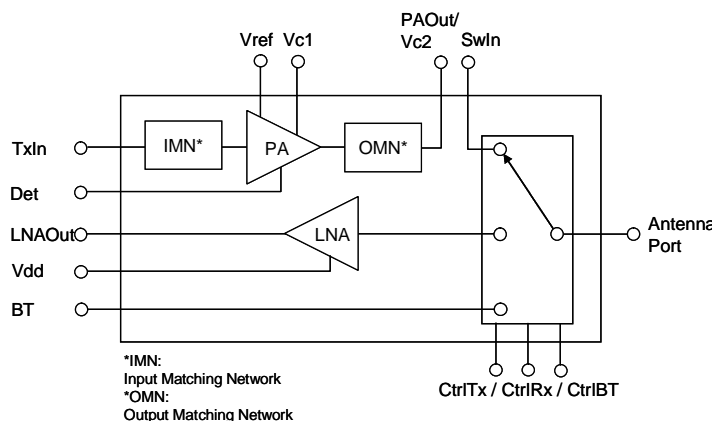 PAOut/
Vc2
Vref
Vc1
SwIn
TxIn
IMN*
PA
OMN*
Det
LNAOut
LNA
Antenna
Port
Vdd
BT
*IMN:
Input Matching Network
*OMN:
Output Matching Network
CtrlTx / CtrlRx / CtrlBT